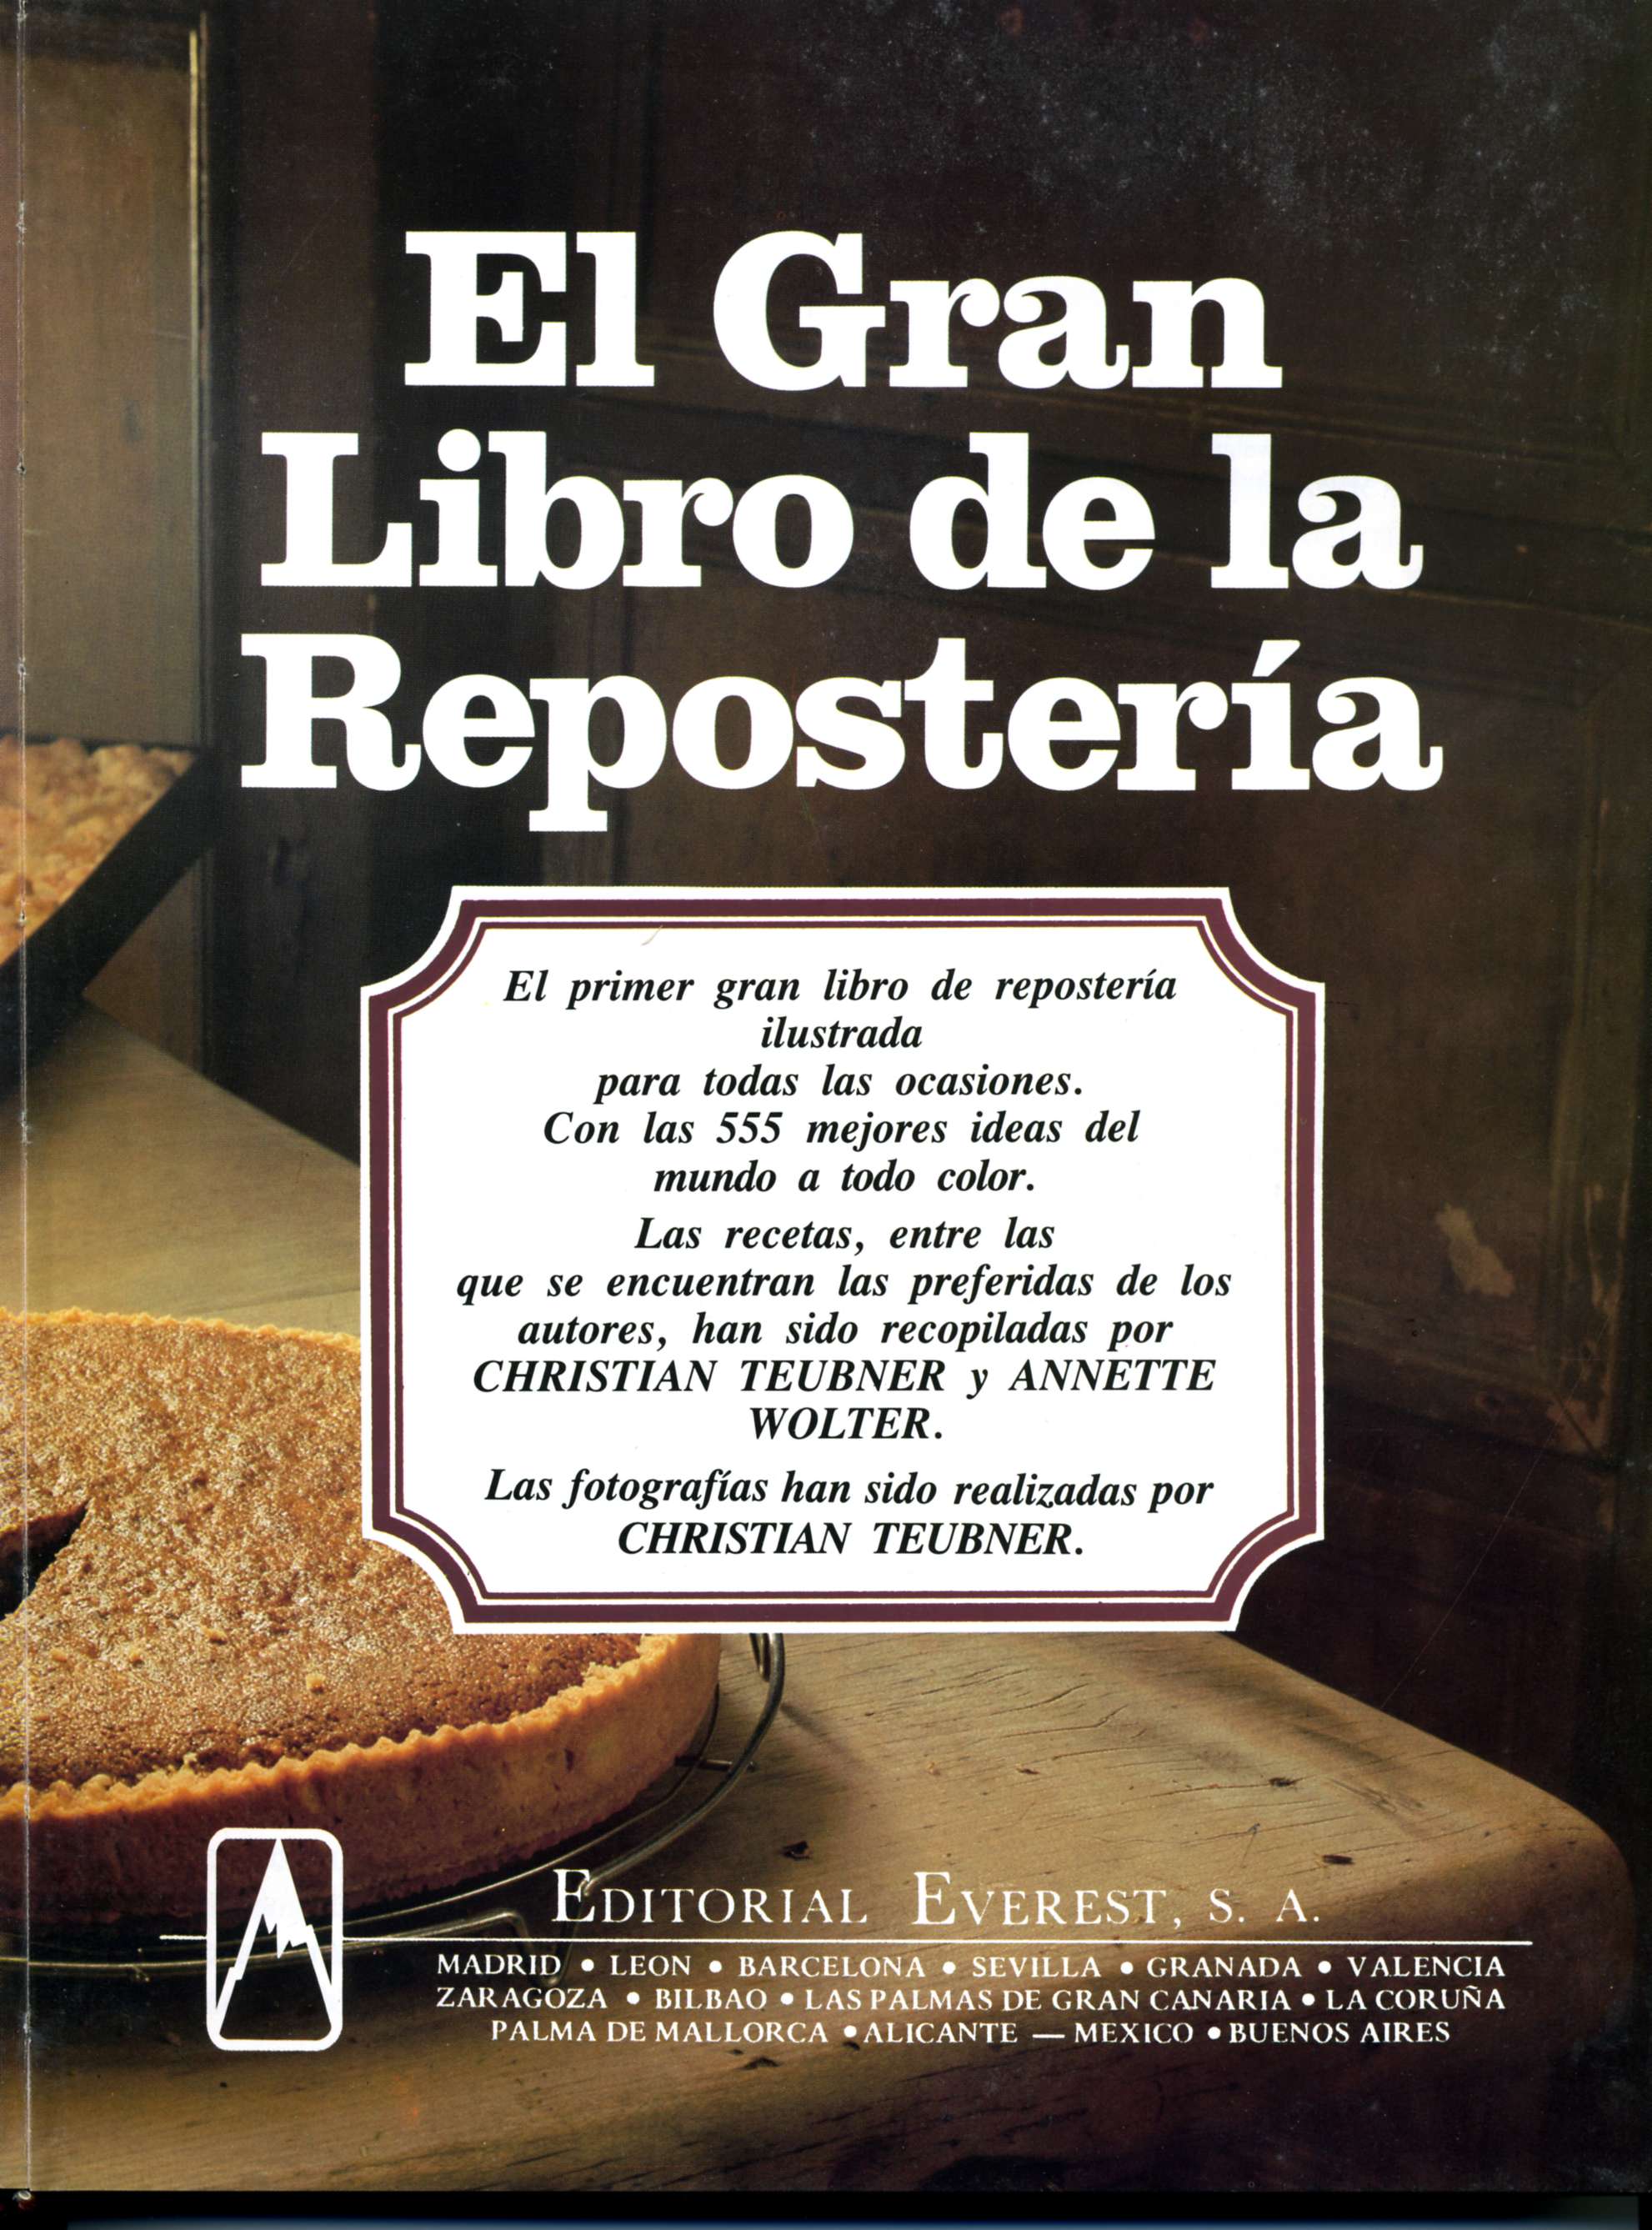 El Gran
Libro de la
Repostería
El primer gran libro de repostería
ilustrada
para todas las ocasiones.
Con las 555 mejores ideas del
mundo a todo color.
Las recetas, entre las
que se encuentran las preferidas de los
autores, han sido recopiladas por
CHRISTIAN TEUBNER y ANNETTE
WOLTER.
Las fotografías han sido realizadas por
CHRISTIAN TEUBNER.
EDITORIAL EVEREST, S. A.
MADRID • LEON • BARCELONA • SEVILLA • GRANADA • VALENCIA
ZARAGOZA • BILBAO • LAS PALMAS DE GRAN CANARIA • LA CORUÑA
PALMA DE MALLORCA • ALICANTE — MEXICO • BUENOS AIRES